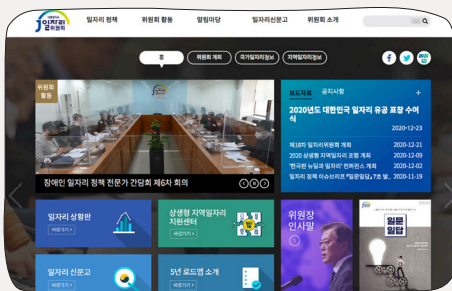 일자리
위원회
일자리 정책 위원회 활동 알림마당 일자리신문고 위원회 소개
홈 위원회 개최 국가일자리정보 지역일자리정보
위원회
활동
장애인 일자리 정책 전문가 간담회 제6차 회의
보도자료 공지사항 +
2020년도 대한민국 일자리 유공 포창 수여
식
2020-12-23
제18차 일자리위원회 개최 2020-12-21
2020 상생형 지역일자리 포럼 개최 2020-12-09
'한국판 뉴딜과 일자리' 컨퍼런스 개최 2020-12-02
일자리 정책 이슈브리프 『일문일답』7호 발.. 2020-11-19
일자리 상황판
바로가기 >
상생형 지역일자리
지원센터
바로가기 >
위원장
인사말
일문
일답
일자리 신문고
바로가기 >
5년 로드맵 소개
바로가기 >